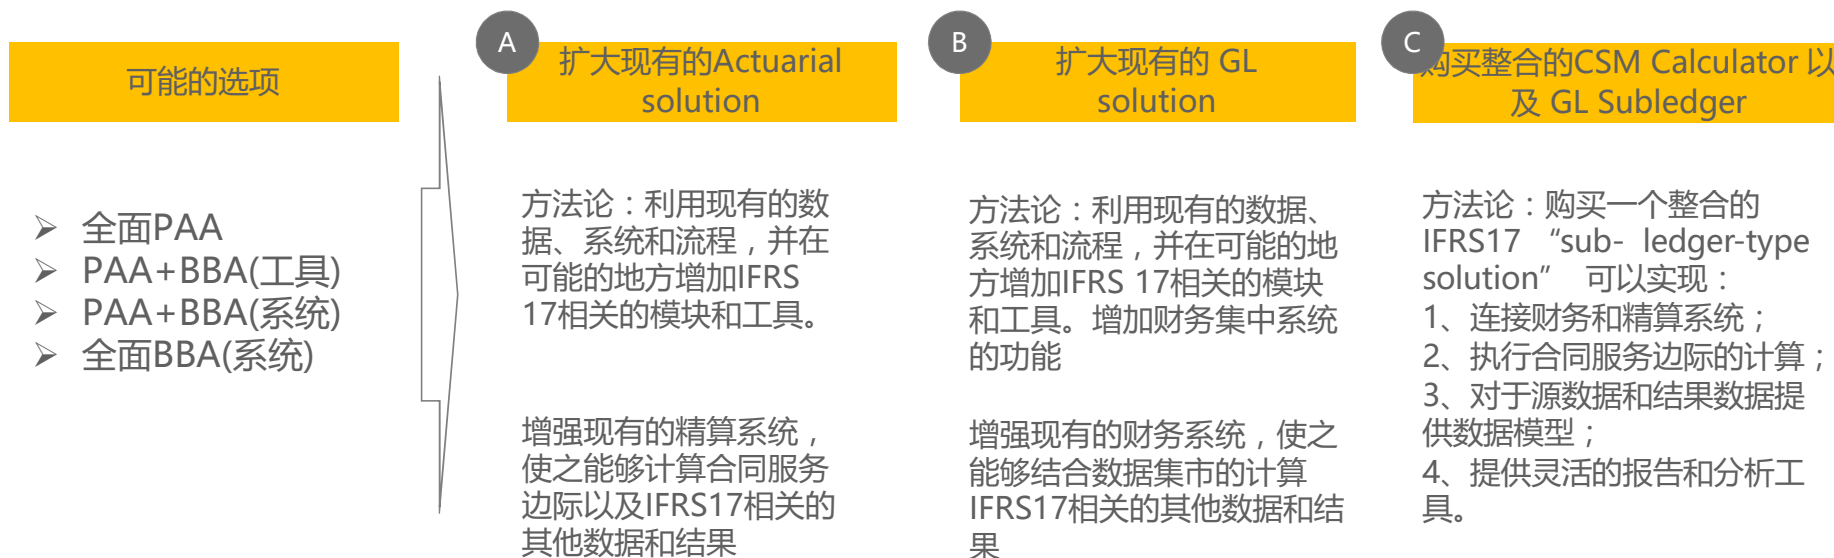 可能的选项
全面PAA
PAA+BBA(工具)
PAA+BBA(系统)
全面BBA(系统)
A
扩大现有的Actuarial
solution
方法论：利用现有的数
据、系统和流程，并在
可能的地方增加IFRS
17相关的模块和工具。
增强现有的精算系统，
使之能够计算合同服务
边际以及IFRS17相关的
其他数据和结果
B
扩大现有的 GL
solution
方法论：利用现有的数据、
系统和流程，并在可能的地
方增加IFRS 17相关的模块
和工具。增加财务集中系统
的功能
增强现有的财务系统，使之
能够结合数据集市的计算
IFRS17相关的其他数据和结
果
C
购买整合的CSM Calculator 以
及 GL Subledger
方法论：购买一个整合的
IFRS17 “sub- ledger-type
solution” 可以实现：
1、连接财务和精算系统；
2、执行合同服务边际的计算；
3、对于源数据和结果数据提
供数据模型；
4、提供灵活的报告和分析工
具。